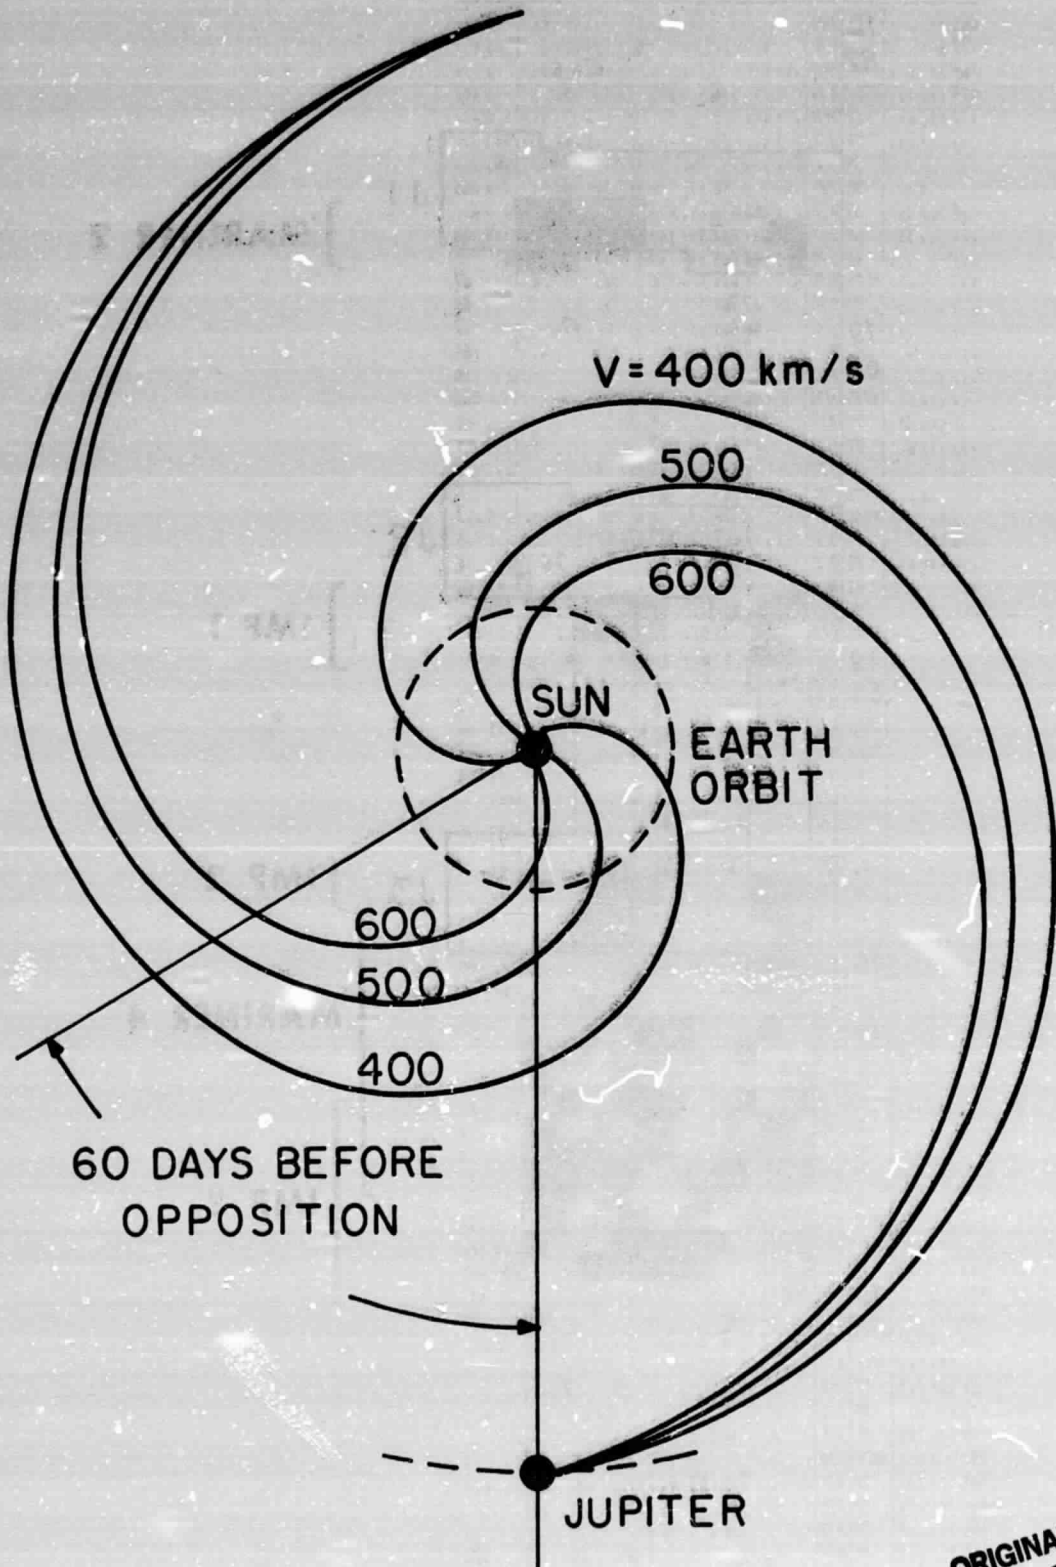 V = 400 km/s
500
600
SUN
EARTH
ORBIT
600
500
400
60 DAYS BEFORE
OPPOSITION
JUPITER
ORIGINA